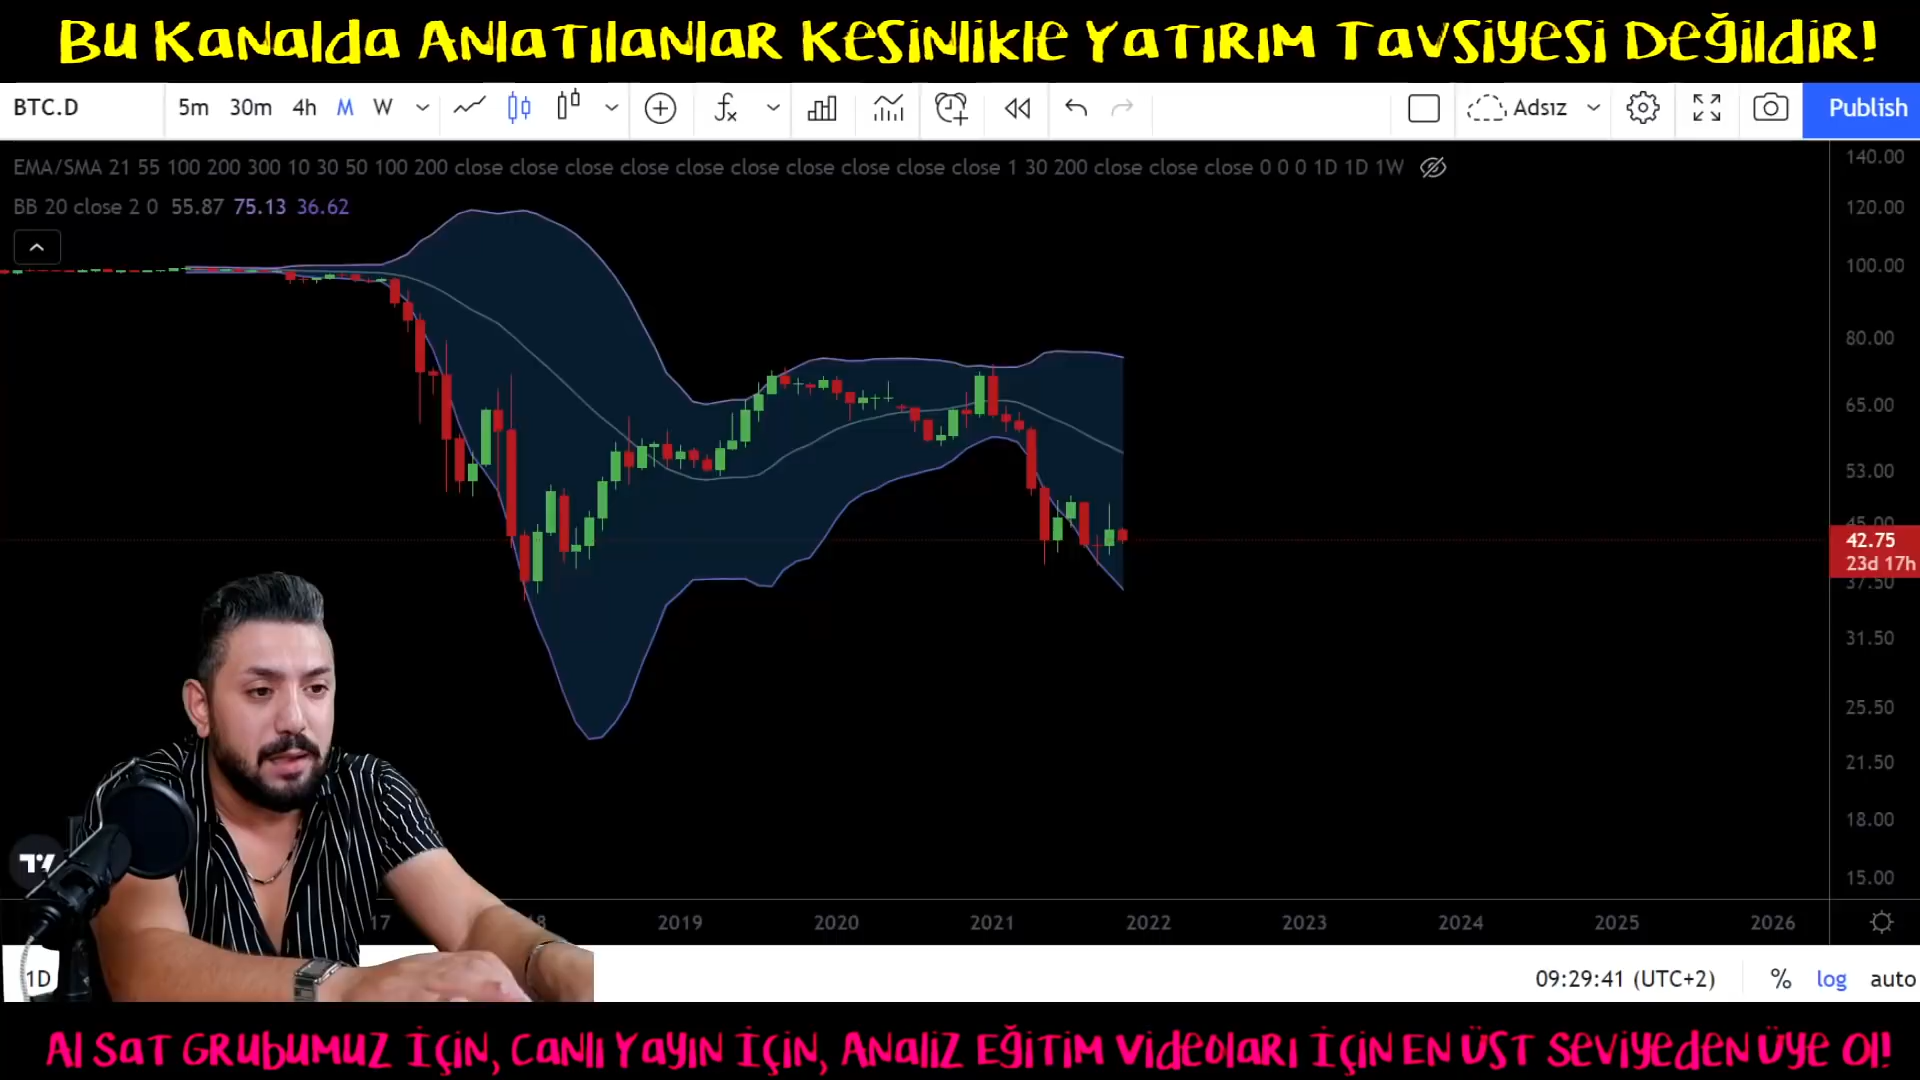 Bu Kanalda Anlatılanlar Kesinlikle Yatırım Tavsiyesi Değildir!
BTC.D 5m 30m 4h M W Adsız Publish
EMA/SMA 21 55 100 200 300 10 30 50 100 200 close close close close close close close close close close 1 30 200 close close close 0 0 0 1D 1D 1W
BB 20 close 2 0 55.87 75.13 36.62
140.00
120.00
100.00
80.00
65.00
53.00
45.00
42.75
23d 17h
37.50
31.50
25.50
21.50
18.00
15.00
17 18 2019 2020 2021 2022 2023 2024 2025 2026
1D 09:29:41 (UTC+2) % log auto
Al Sat Grubumuz İçin, Canlı Yayın İçin, Analiz Eğitim Videoları İçin En Üst Seviyeden Üye Ol!